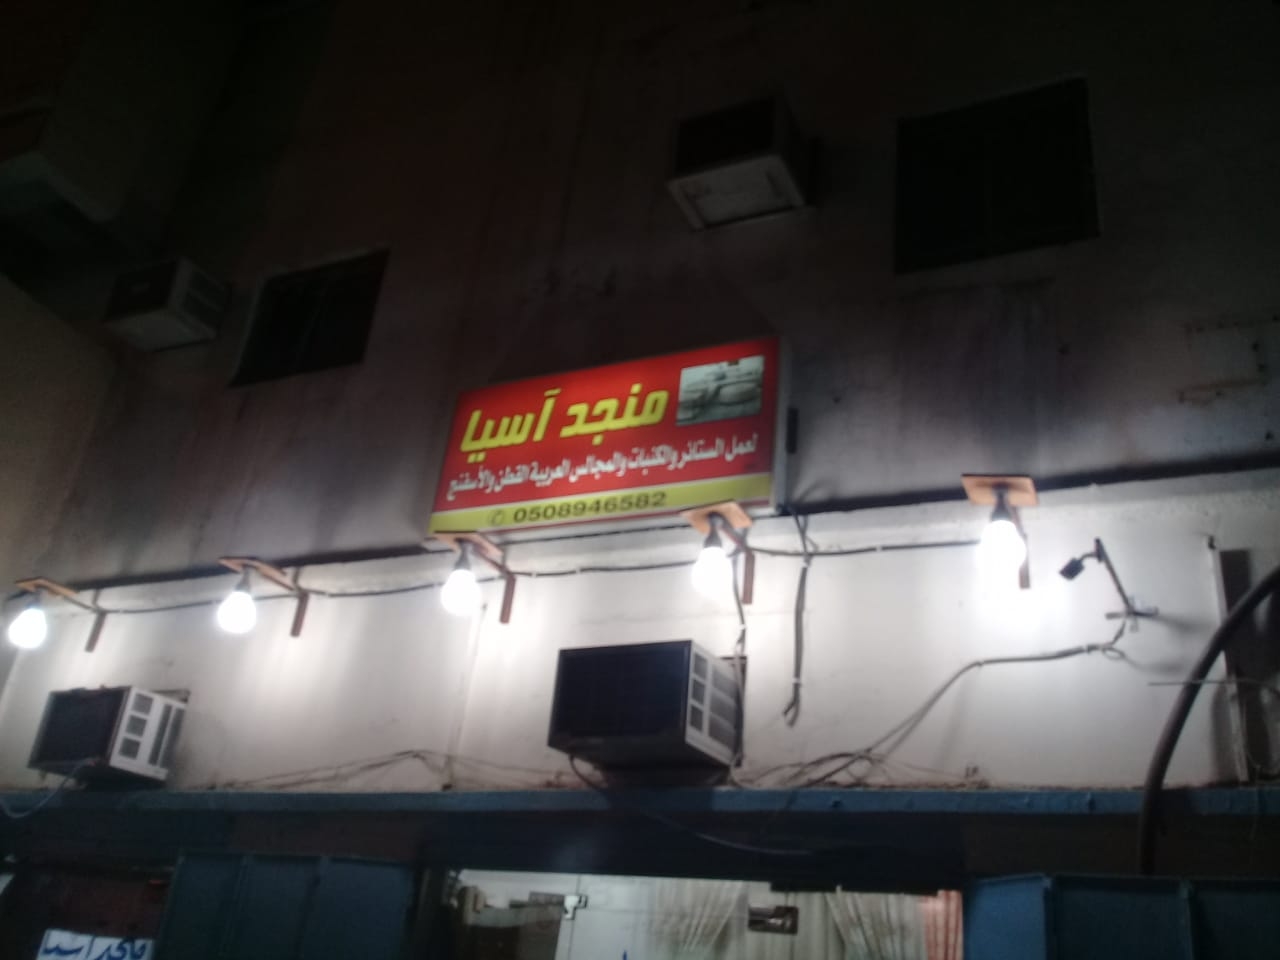 منجد آسيا
لعمل الستائر والكنبات والمجالس العربية القطن والأسفنج
0508946582